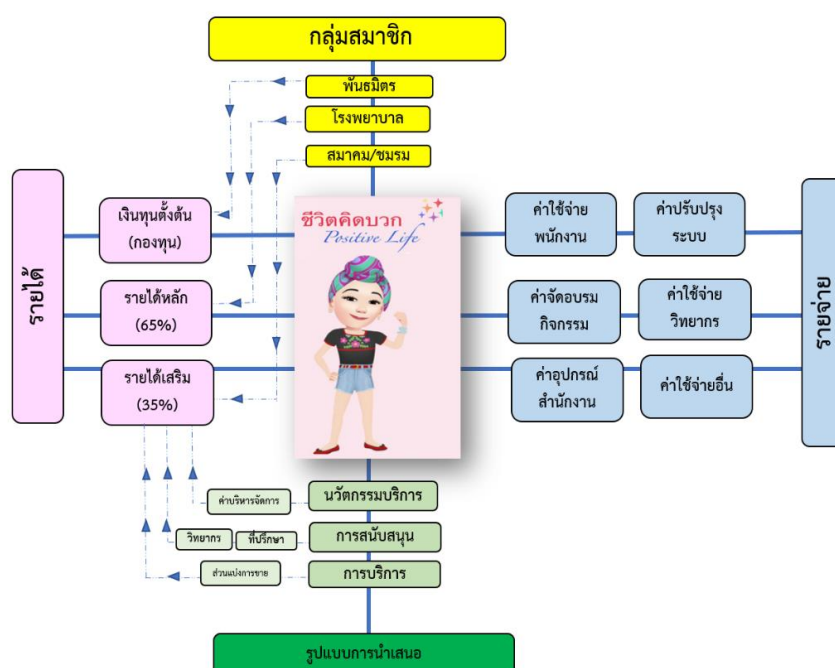 กลุ่มสมาชิก
พันธมิตร
โรงพยาบาล
สมาคม/ชมรม
รายได้
เงินทุนตั้งต้น
(กองทุน)
รายได้หลัก
(65%)
รายได้เสริม
(35%)
ชีวิตคิดบวก
Positive Life
ค่าใช้จ่าย
พนักงาน
ค่าปรับปรุง
ระบบ
ค่าจัดอบรม
กิจกรรม
ค่าใช้จ่าย
วิทยากร
ค่าอุปกรณ์
สำนักงาน
ค่าใช้จ่ายอื่น
รายจ่าย
ค่าบริหารจัดการ
นวัตกรรมบริการ
วิทยากร
ที่ปรึกษา
การสนับสนุน
ส่วนแบ่งการขาย
การบริการ
รูปแบบการนำเสนอ